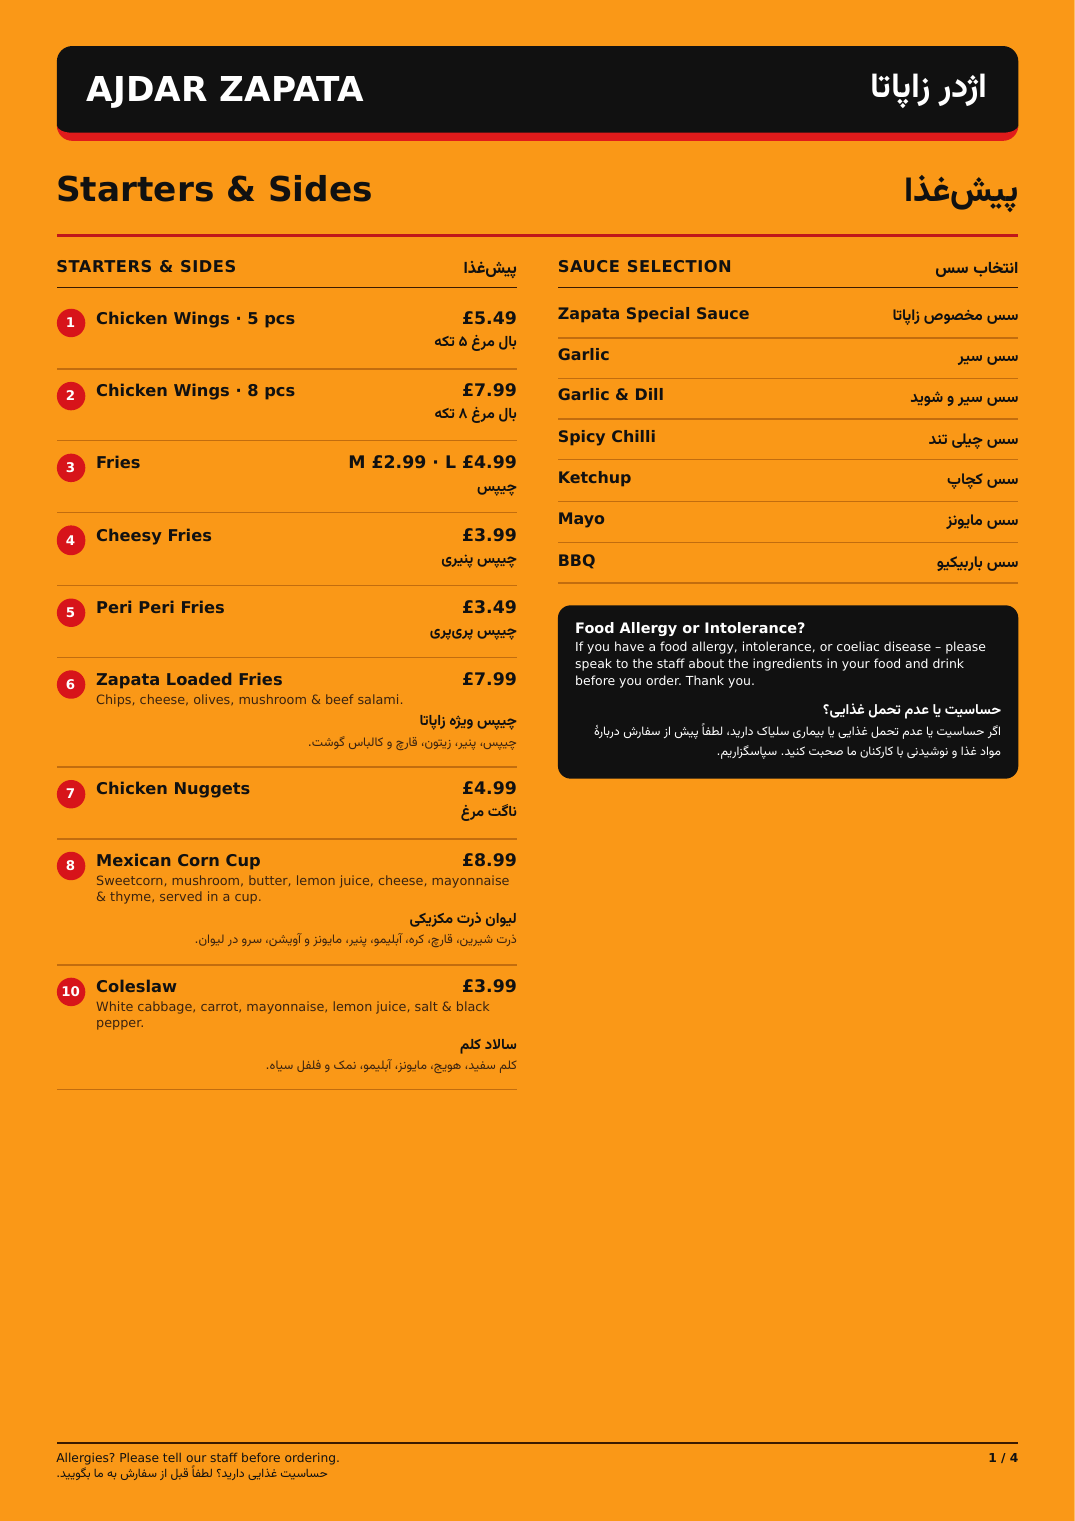 AJDAR ZAPATA
اژدر زاپاتا
Starters & Sides
پیش‌غذا
STARTERS & SIDES
پیش‌غذا
1
Chicken Wings · 5 pcs
£5.49
بال مرغ ۵ تکه
2
Chicken Wings · 8 pcs
£7.99
بال مرغ ۸ تکه
3
Fries
M £2.99 · L £4.99
چیپس
4
Cheesy Fries
£3.99
چیپس پنیری
5
Peri Peri Fries
£3.49
چیپس پری‌پری
6
Zapata Loaded Fries
£7.99
Chips, cheese, olives, mushroom & beef salami.
چیپس ویژه زاپاتا
چیپس، پنیر، زیتون، قارچ و کالباس گوشت.
7
Chicken Nuggets
£4.99
ناگت مرغ
8
Mexican Corn Cup
£8.99
Sweetcorn, mushroom, butter, lemon juice, cheese, mayonnaise
& thyme, served in a cup.
لیوان ذرت مکزیکی
ذرت شیرین، قارچ، کره، آبلیمو، پنیر، مایونز و آویشن، سرو در لیوان.
10
Coleslaw
£3.99
White cabbage, carrot, mayonnaise, lemon juice, salt & black
pepper.
سالاد کلم
کلم سفید، هویج، مایونز، آبلیمو، نمک و فلفل سیاه.
SAUCE SELECTION
انتخاب سس
Zapata Special Sauce
سس مخصوص زاپاتا
Garlic
سس سیر
Garlic & Dill
سس سیر و شوید
Spicy Chilli
سس چیلی تند
Ketchup
سس کچاپ
Mayo
سس مایونز
BBQ
سس باربیکیو
Food Allergy or Intolerance?
If you have a food allergy, intolerance, or coeliac disease – please
speak to the staff about the ingredients in your food and drink
before you order. Thank you.
حساسیت یا عدم تحمل غذایی؟
اگر حساسیت یا عدم تحمل غذایی یا بیماری سلیاک دارید، لطفاً پیش از سفارش دربارهٔ
مواد غذا و نوشیدنی با کارکنان ما صحبت کنید. سپاسگزاریم.
Allergies? Please tell our staff before ordering.
حساسیت غذایی دارید؟ لطفاً قبل از سفارش به ما بگویید.
1 / 4